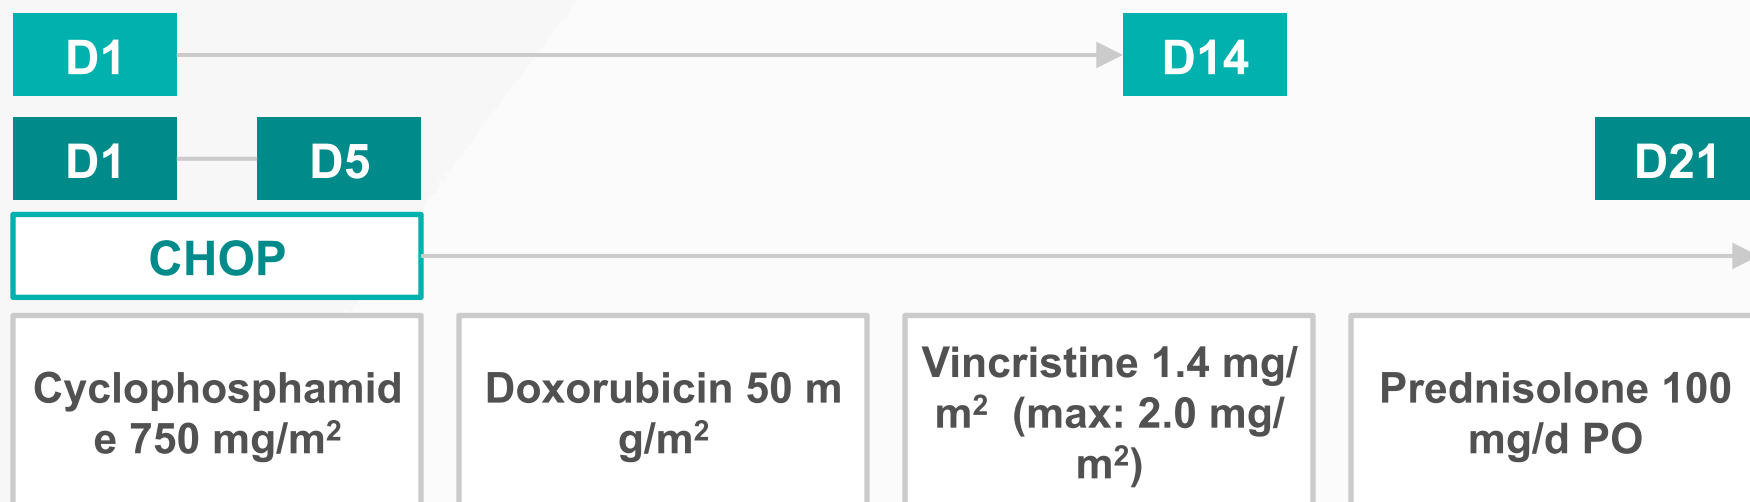 D1 D14
D1 D5 D21
CHOP
Cyclophosphamid
e 750 mg/m²
Doxorubicin 50 m
g/m²
Vincristine 1.4 mg/
m² (max: 2.0 mg/
m²)
Prednisolone 100
mg/d PO